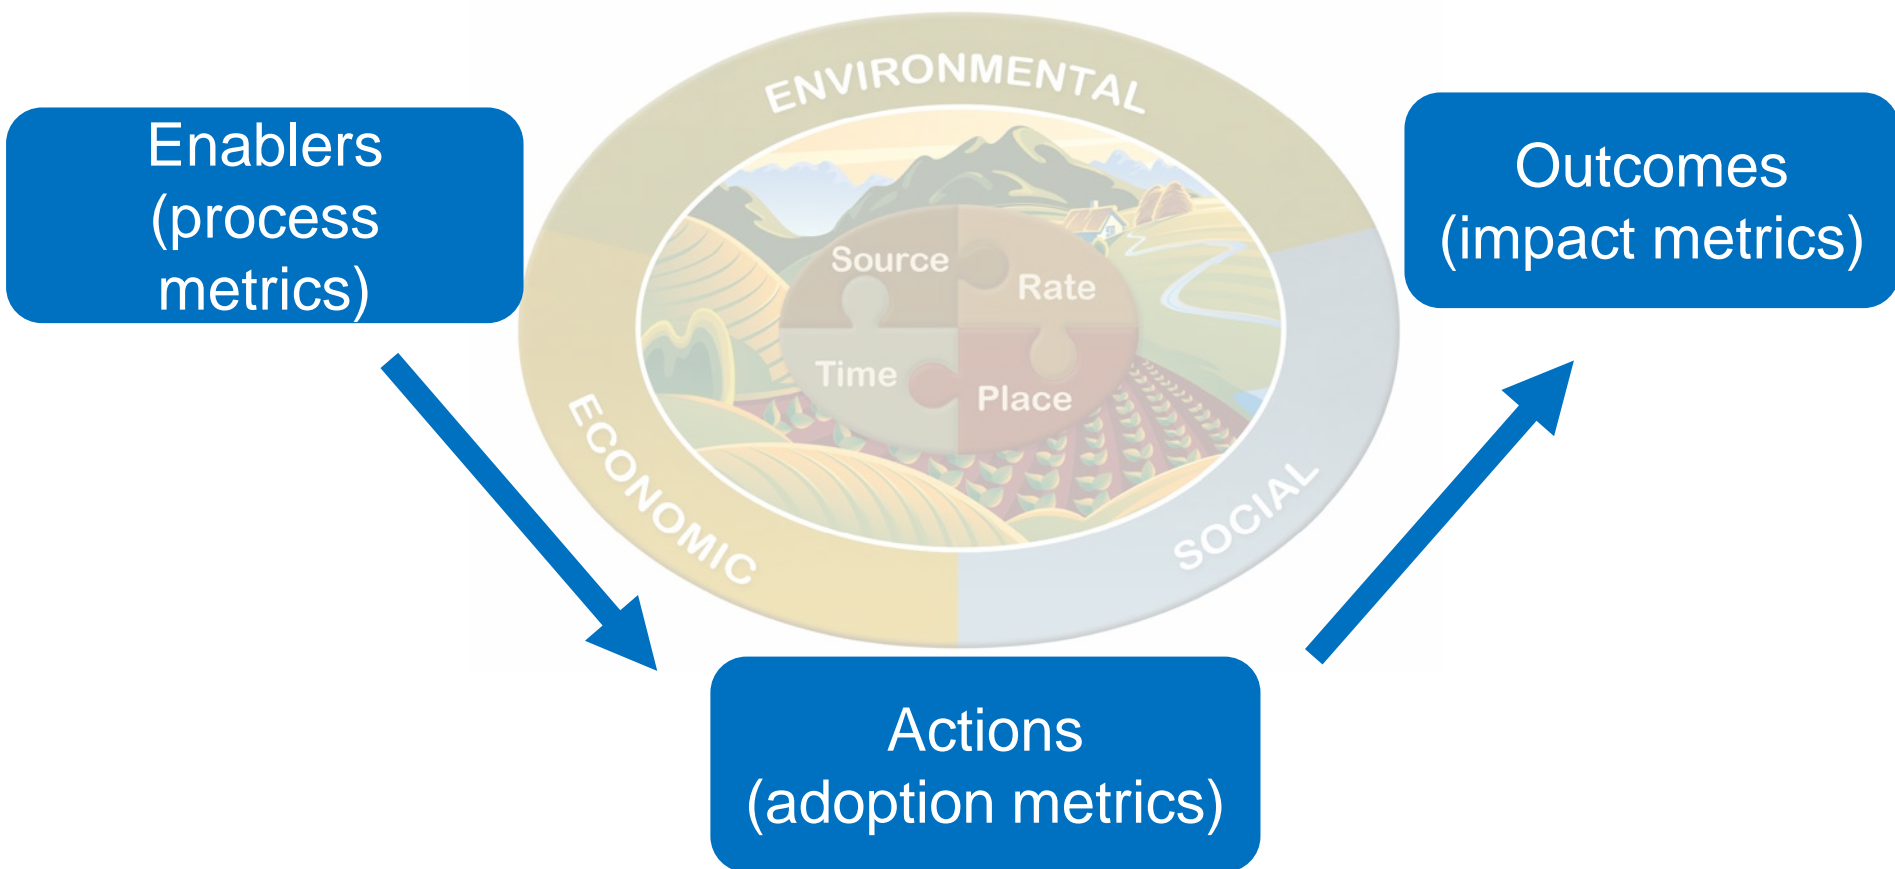 ENVIRONMENTAL
Enablers
(process
metrics)
Outcomes
(impact metrics)
Source
Rate
Time
Place
ECONOMIC
SOCIAL
Actions
(adoption metrics)